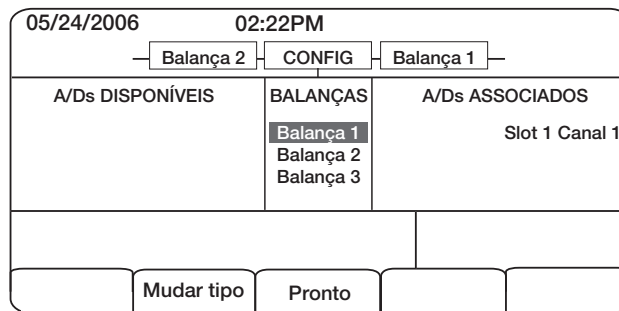 05/24/2006 02:22PM
Balança 2 CONFIG Balança 1
A/Ds DISPONÍVEIS BALANÇAS A/Ds ASSOCIADOS
Balança 1 Slot 1 Canal 1
Balança 2
Balança 3
Mudar tipo Pronto